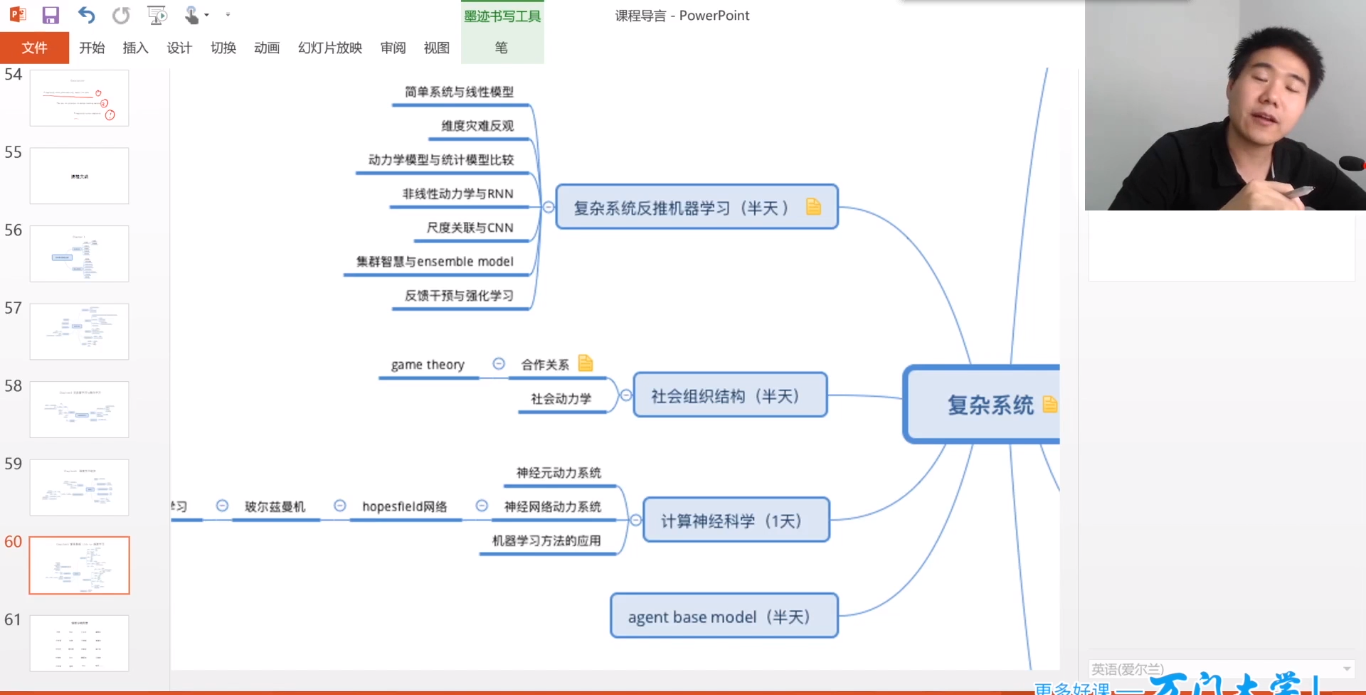 墨迹书写工具
课程导言 - PowerPoint
文件 开始 插入 设计 切换 动画 幻灯片放映 审阅 视图 笔
54
55
56
57
58
59
60
61
简单系统与线性模型
维度灾难反观
动力学模型与统计模型比较
非线性动力学与RNN
尺度关联与CNN
集群智慧与ensemble model
反馈干预与强化学习
复杂系统反推机器学习（半天 ）
game theory
合作关系
社会动力学
社会组织结构（半天）
复杂系统
神经元动力系统
学习
玻尔兹曼机
hopesfield网络
神经网络动力系统
机器学习方法的应用
计算神经科学（1天）
agent base model（半天）
英语(爱尔兰)
更多好课 — 万门大学